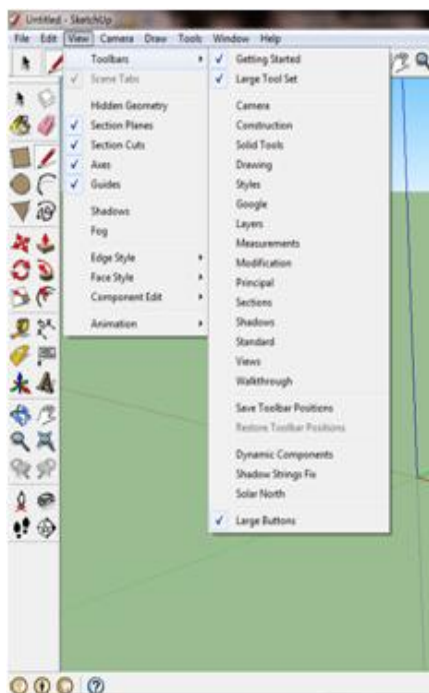 Untitled - SketchUp
File Edit View Camera Draw Tools Window Help
Toolbars
Scene Tabs
Hidden Geometry
Section Planes
Section Cuts
Axes
Guides
Shadows
Fog
Edge Style
Face Style
Component Edit
Animation
Getting Started
Large Tool Set
Camera
Construction
Solid Tools
Drawing
Styles
Google
Layers
Measurements
Modification
Principal
Sections
Shadows
Standard
Views
Walkthrough
Save Toolbar Positions
Restore Toolbar Positions
Dynamic Components
Shadow Strings Fix
Solar North
Large Buttons